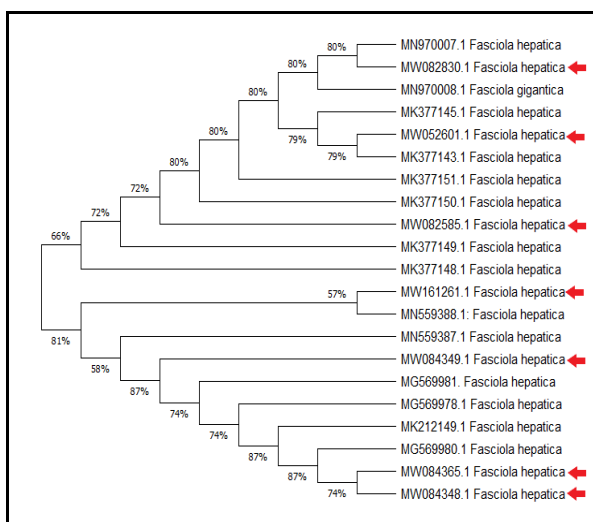 80%
MN970007.1 Fasciola hepatica
80%
MW082830.1 Fasciola hepatica
80%
MN970008.1 Fasciola gigantica
80%
MK377145.1 Fasciola hepatica
79%
MW052601.1 Fasciola hepatica
80%
79%
MK377143.1 Fasciola hepatica
80%
MK377151.1 Fasciola hepatica
72%
MK377150.1 Fasciola hepatica
72%
MW082585.1 Fasciola hepatica
66%
MK377149.1 Fasciola hepatica
MK377148.1 Fasciola hepatica
57%
MW161261.1 Fasciola hepatica
MN559388.1: Fasciola hepatica
81%
MN559387.1 Fasciola hepatica
58%
MW084349.1 Fasciola hepatica
87%
MG569981. Fasciola hepatica
74%
MG569978.1 Fasciola hepatica
74%
MK212149.1 Fasciola hepatica
87%
MG569980.1 Fasciola hepatica
87%
MW084365.1 Fasciola hepatica
74%
MW084348.1 Fasciola hepatica